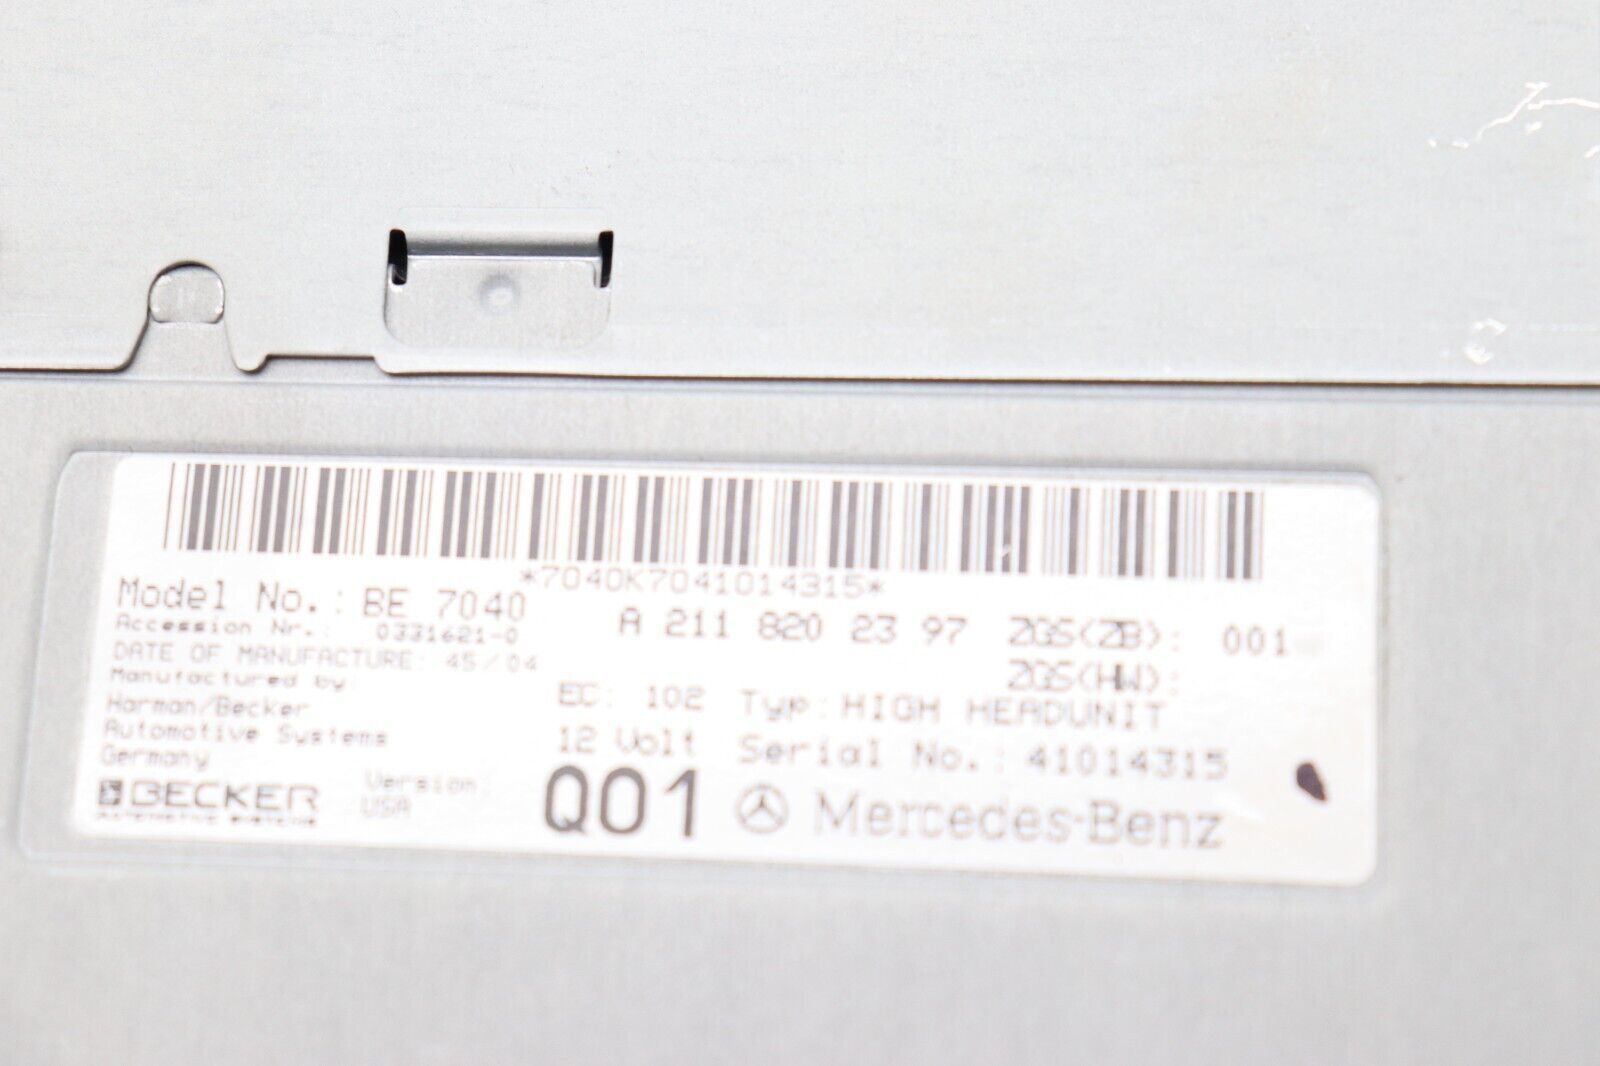 *7040K7041014315*
Model No.: BE 7040
A 211 820 23 97 ZGS(ZB): 001
Accession Nr.: 0331621-0
DATE OF MANUFACTURE: 45/04
ZGS(HW):
Manufactured by:
Harman/Becker
Automotive Systems
Germany
EC: 102 Typ: HIGH HEADUNIT
12 Volt Serial No.: 41014315
BECKER
AUTOMOTIVE SYSTEMS
Version:
USA
Q01
Mercedes-Benz